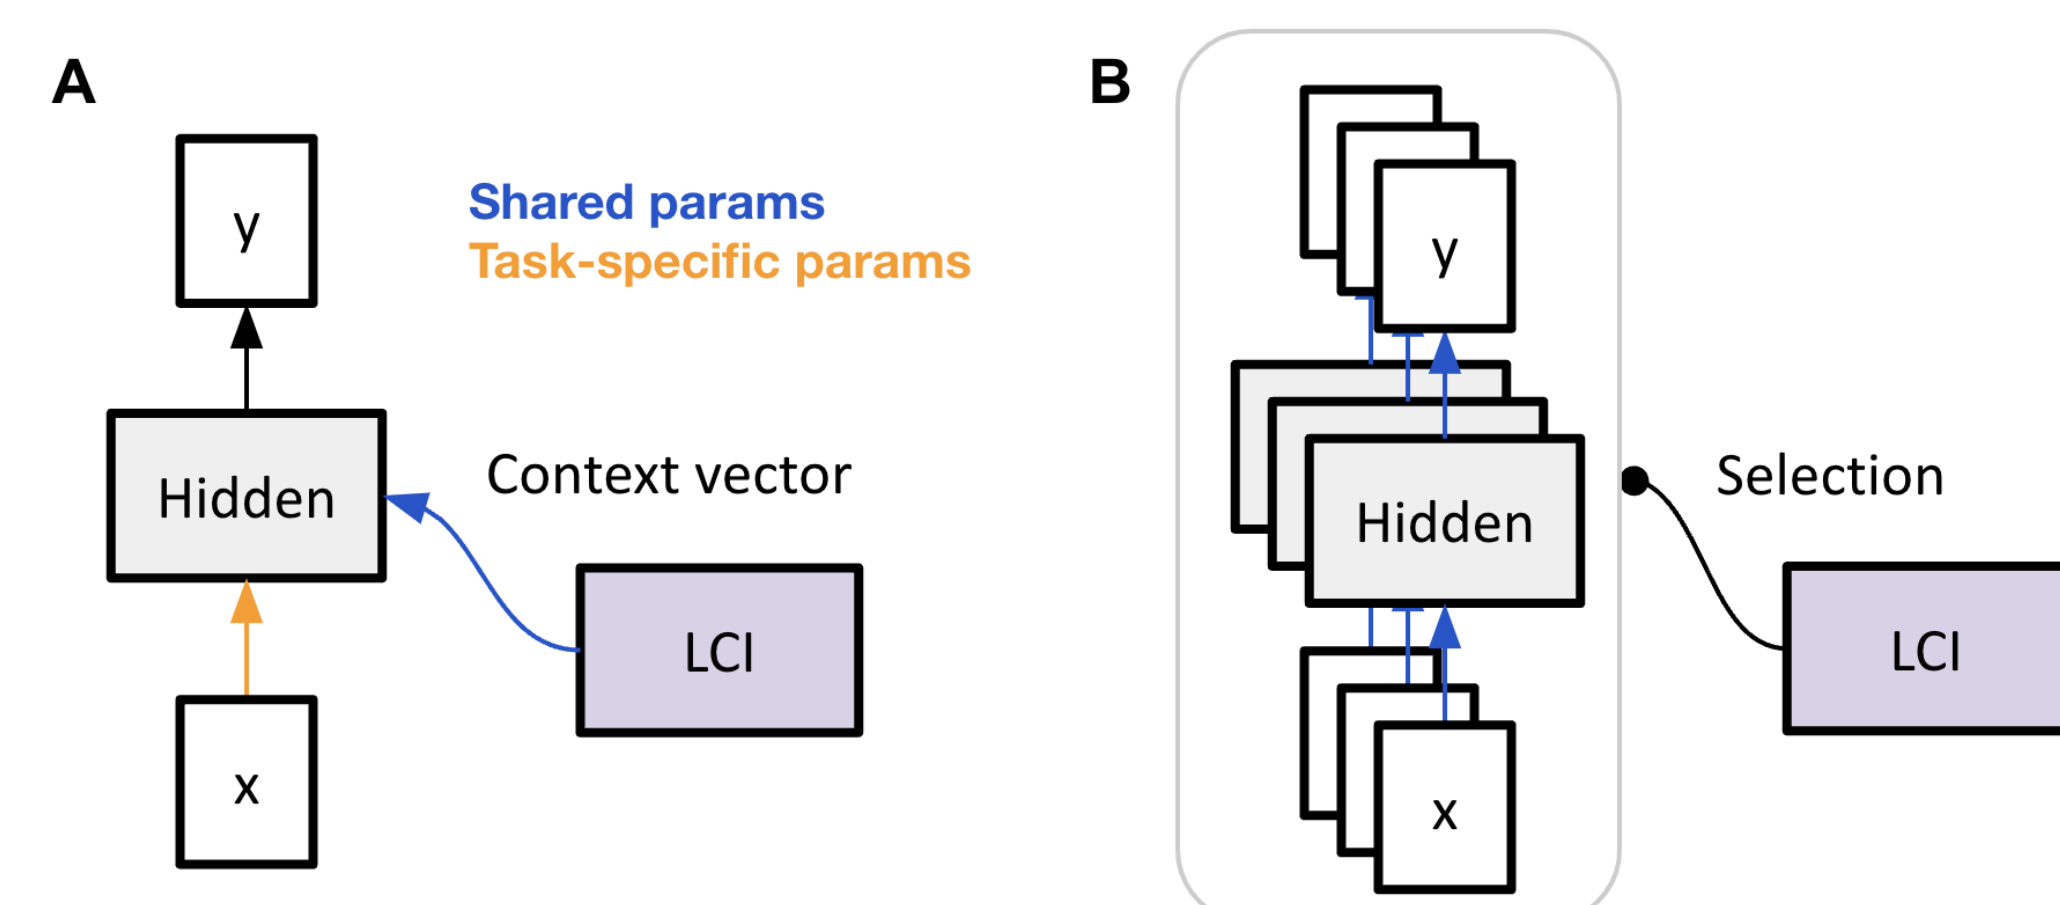 A
y
Shared params
Task-specific params
Hidden
Context vector
LCI
x
B
y
Hidden
Selection
LCI
x